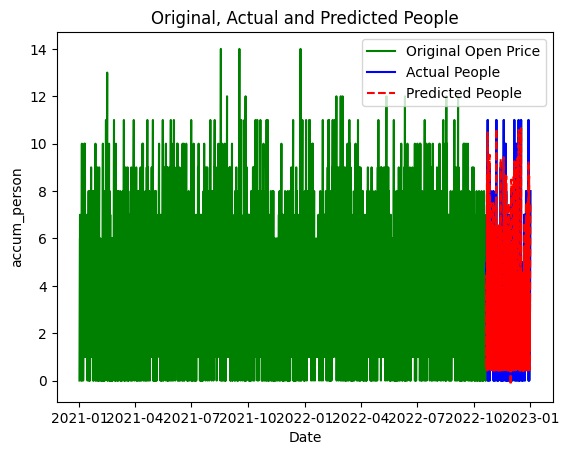 Original, Actual and Predicted People
Original Open Price
Actual People
Predicted People
accum_person
14
12
10
8
6
4
2
0
2021-01
2021-04
2021-07
2021-10
2022-01
2022-04
2022-07
2022-10
2023-01
Date